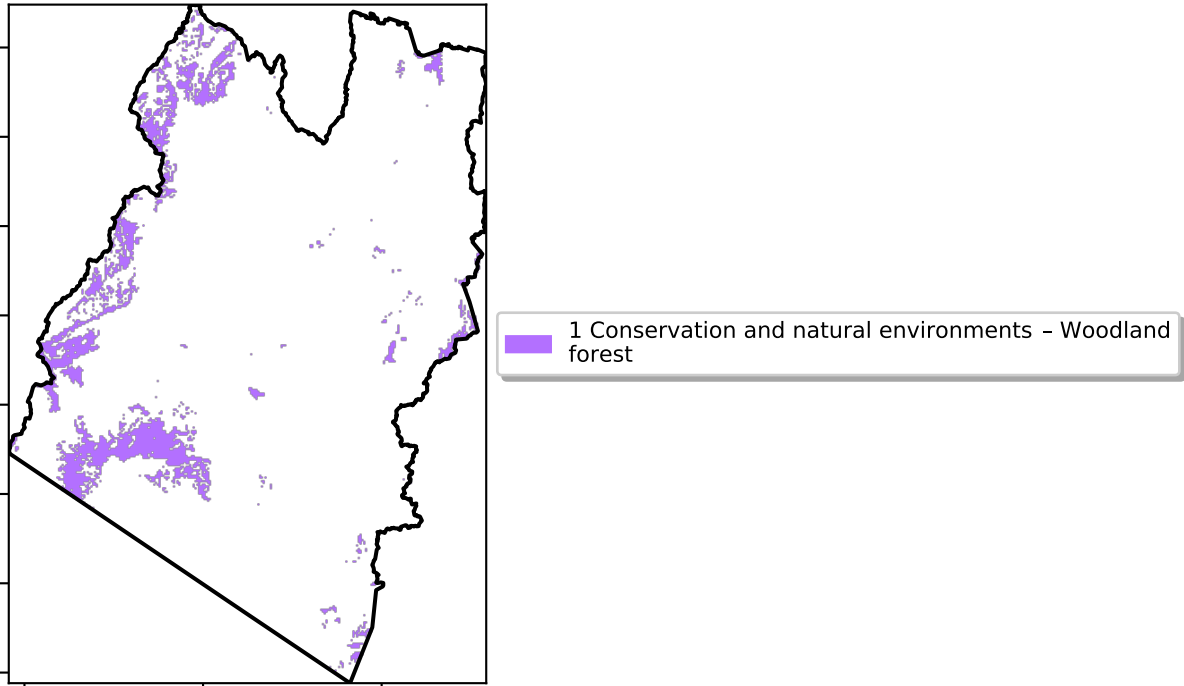 1 Conservation and natural environments – Woodland
forest